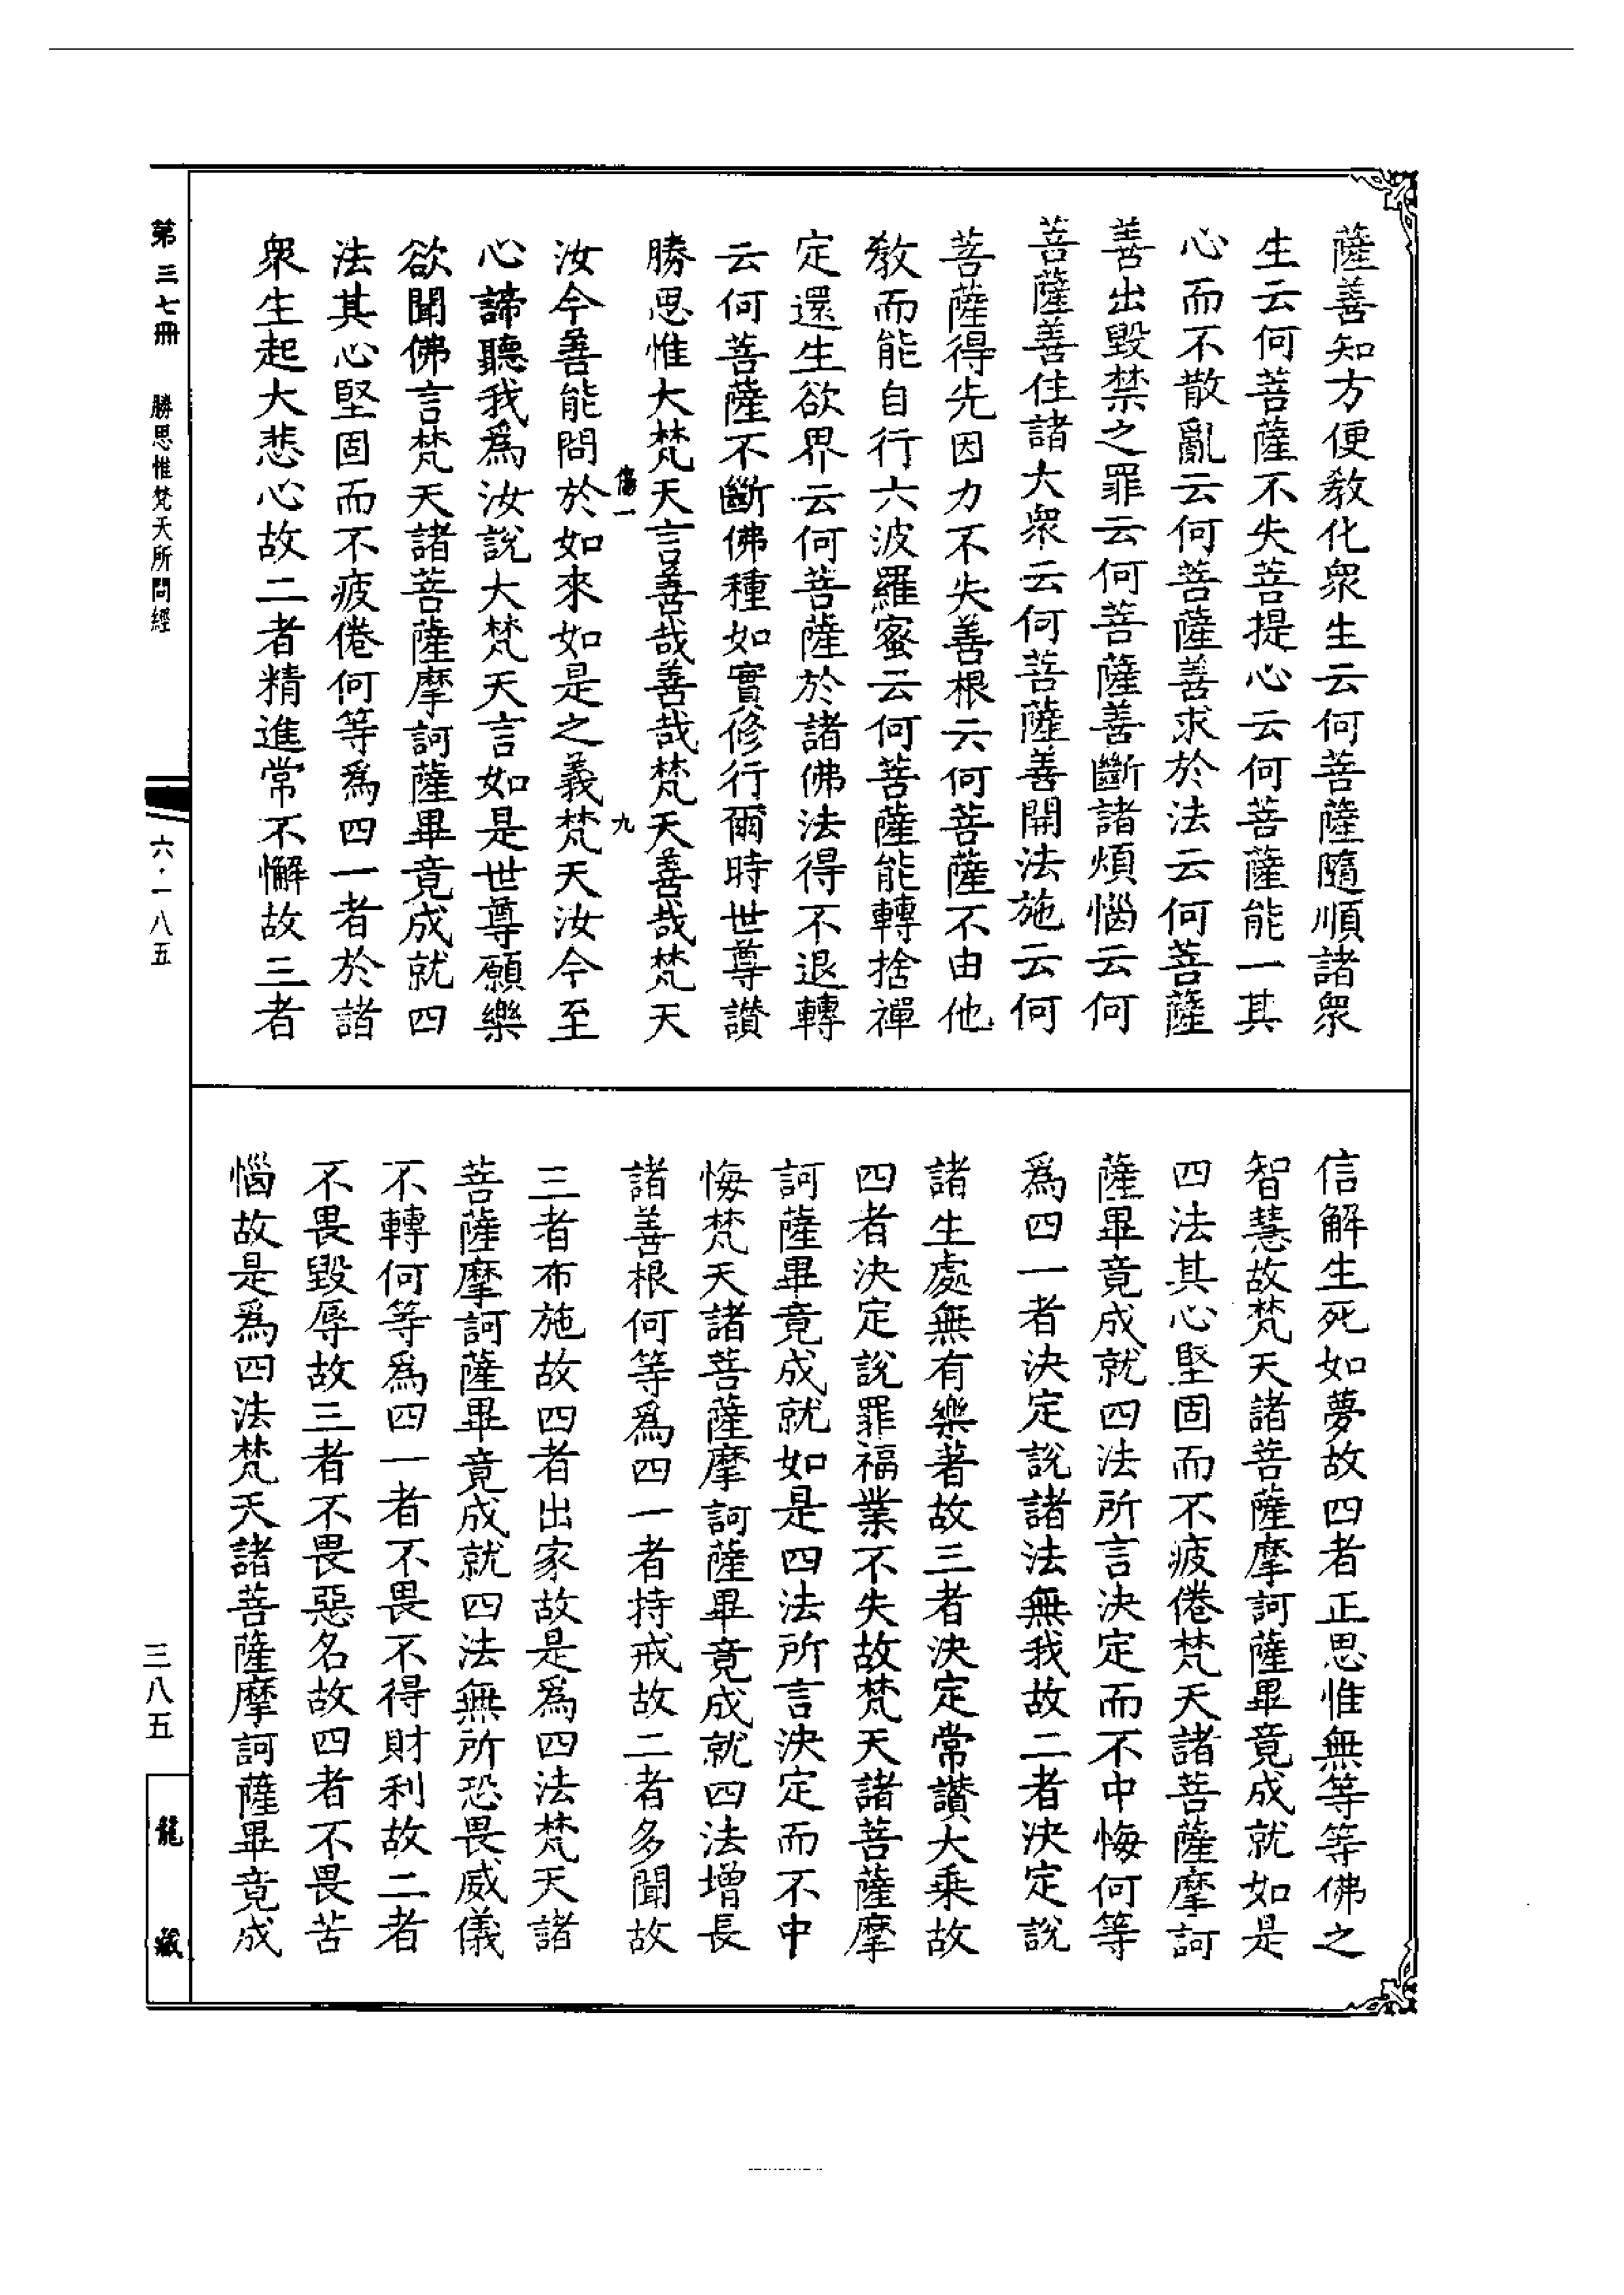 薩善知方便教化衆生云何菩薩隨順諸衆
生云何菩薩不失菩提心云何菩薩能一其
心而不散亂云何菩薩善求於法云何菩薩
善出毀禁之罪云何菩薩善斷諸煩惱云何
菩薩善住諸大衆云何菩薩善開法施云何
菩薩得先因力不失善根云何菩薩不由他
教而能自行六波羅蜜云何菩薩能轉捨禪
定還生欲界云何菩薩於諸佛法得不退轉
云何菩薩不斷佛種如實修行爾時世尊讃
勝思惟大梵天言善哉善哉梵天善哉梵天
傷一 九
汝今善能問於如來如是之義梵天汝今至
心諦聽我爲汝說大梵天言如是世尊願樂
欲聞佛言梵天諸菩薩摩訶薩畢竟成就四
法其心堅固而不疲倦何等爲四一者於諸
衆生起大悲心故二者精進常不懈故三者
信解生死如夢故四者正思惟無等等佛之
智慧故梵天諸菩薩摩訶薩畢竟成就如是
四法其心堅固而不疲倦梵天諸菩薩摩訶
薩畢竟成就四法所言決定而不中悔何等
爲四一者決定說諸法無我故二者決定說
諸生處無有樂著故三者決定常讃大乘故
四者決定說罪福業不失故梵天諸菩薩摩
訶薩畢竟成就如是四法所言決定而不中
悔梵天諸菩薩摩訶薩畢竟成就四法增長
諸善根何等爲四一者持戒故二者多聞故
三者布施故四者出家故是爲四法梵天諸
菩薩摩訶薩畢竟成就四法無所恐畏威儀
不轉何等爲四一者不畏不得財利故二者
不畏毀辱故三者不畏惡名故四者不畏苦
惱故是爲四法梵天諸菩薩摩訶薩畢竟成
第三七冊 勝思惟梵天所問經 六·一八五 三八五 龍藏